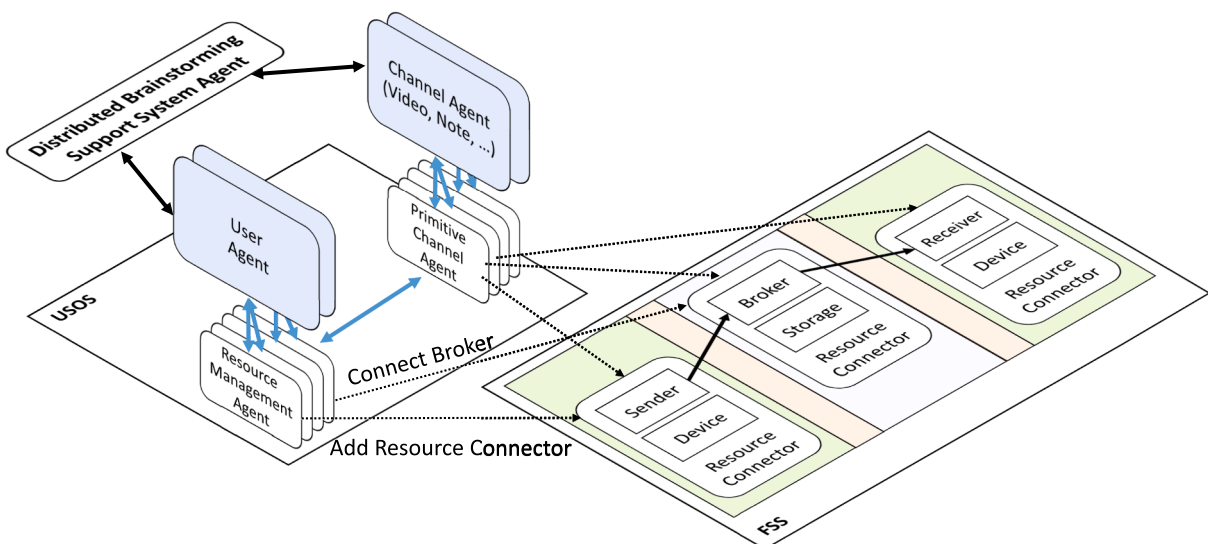 Distributed Brainstorming
Support System Agent
Channel Agent
(Video, Note, ...)
User
Agent
Primitive
Channel
Agent
USOS
Resource
Management
Agent
Connect Broker
Add Resource Connector
Receiver
Device
Resource
Connector
Broker
Storage
Resource
Connector
Sender
Device
Resource
Connector
FSS